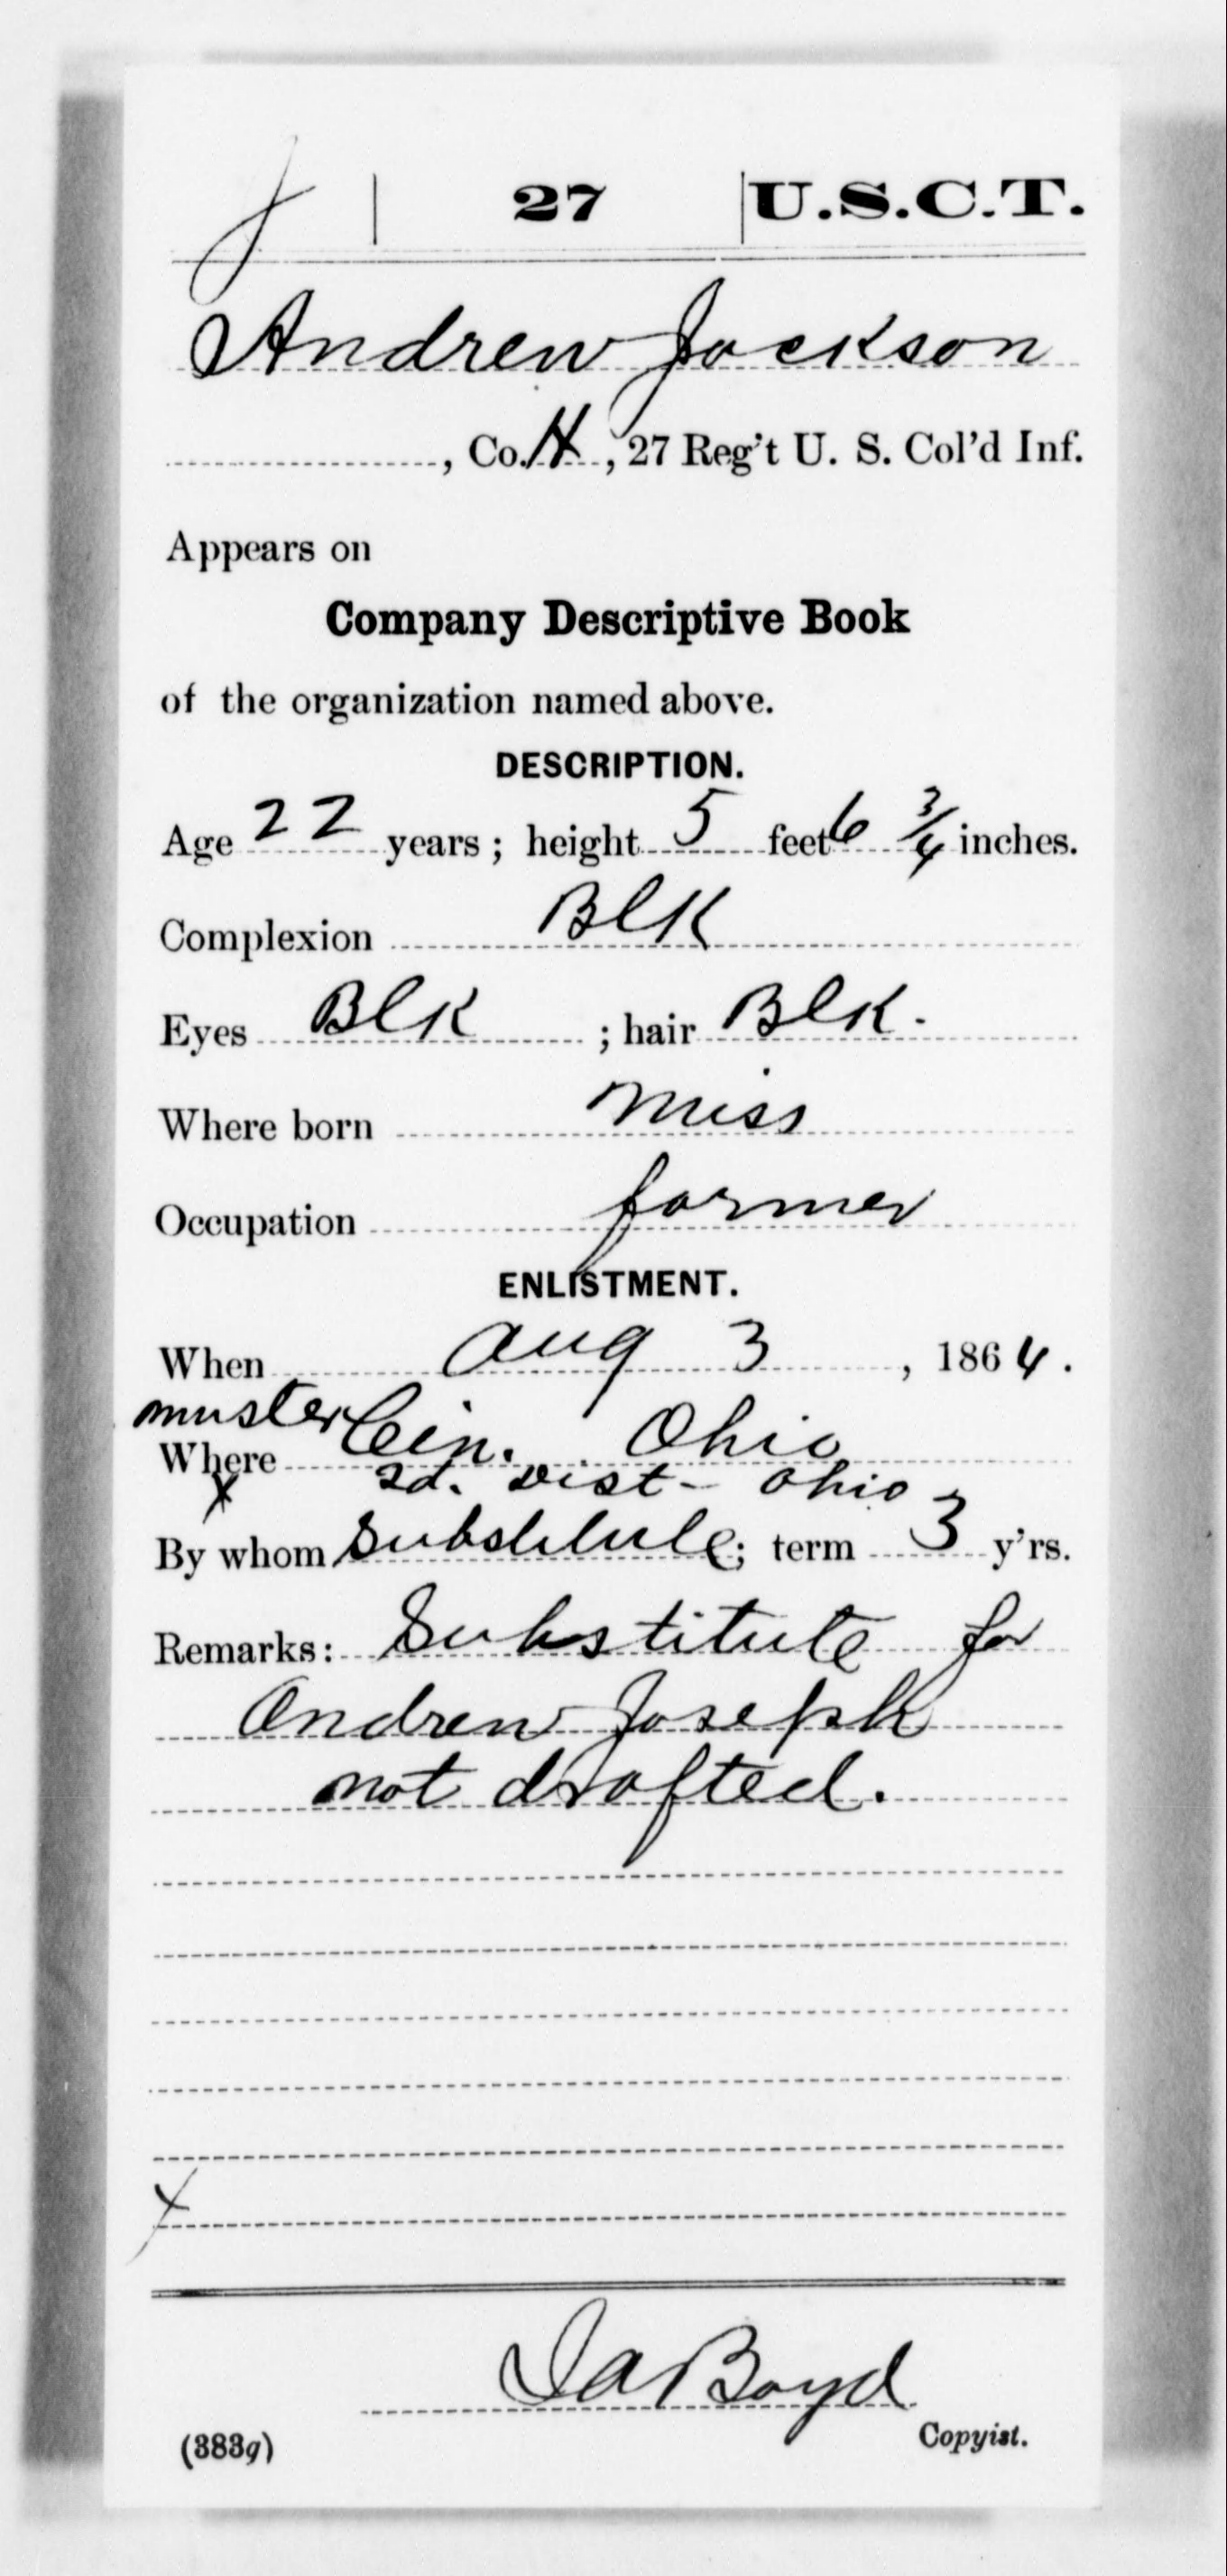 J | 27 | U.S.C.T.
Andrew Jackson
, Co. H, 27 Reg't U. S. Col'd Inf.
Appears on
Company Descriptive Book
of the organization named above.
DESCRIPTION.
Age 22 years; height 5 feet 6 3/4 inches.
Complexion Blk
Eyes Blk ; hair Blk.
Where born Miss
Occupation farmer
ENLISTMENT.
When Aug 3, 1864.
muster
Where Cin. Ohio
x 2d. Dist - Ohio
By whom Substitute; term 3 y'rs.
Remarks: Substitute for
Andrew Joseph
not drafted.
x
Boyd
(383g) Copyist.